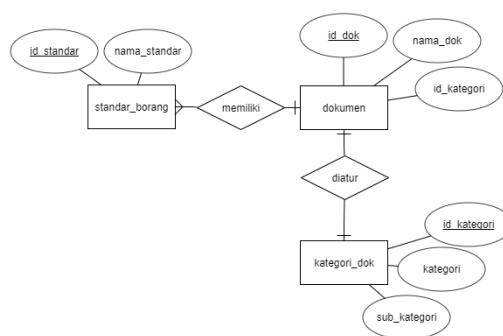 id_standar
nama_standar
id_dok
nama_dok
id_kategori
standar_borang
memiliki
dokumen
diatur
id_kategori
kategori_dok
kategori
sub_kategori